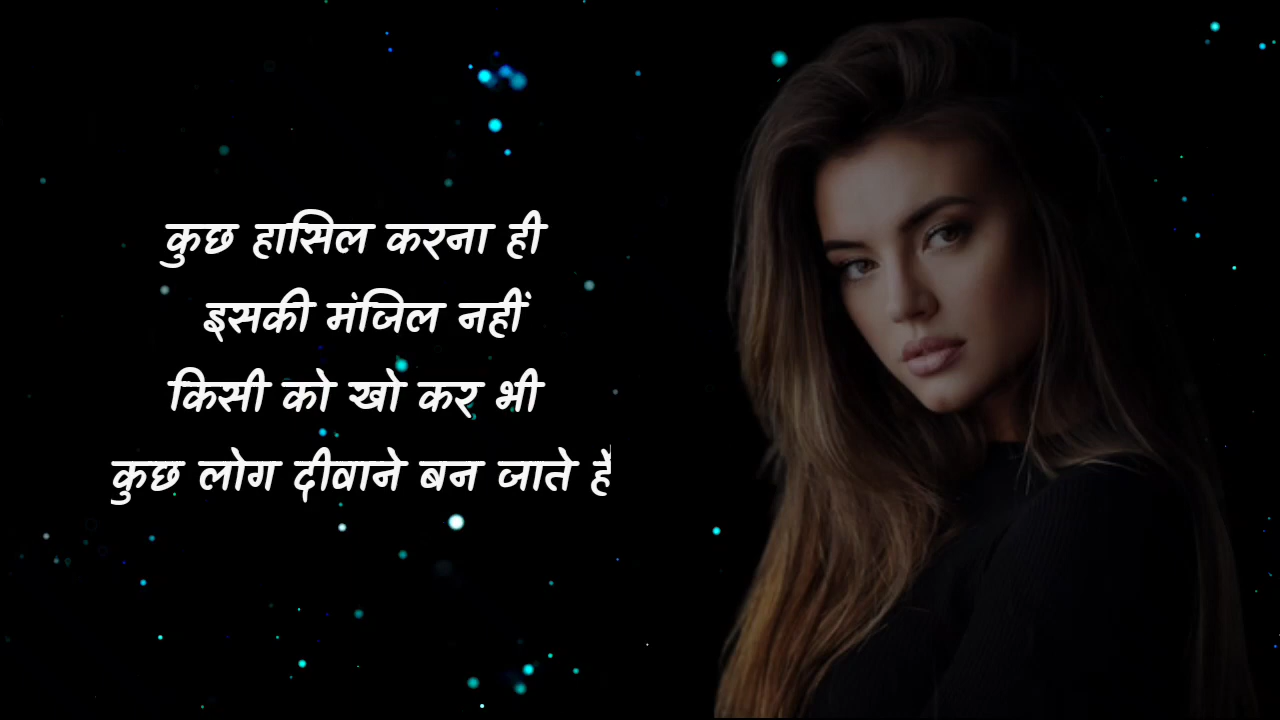 कुछ हासिल करना ही
इसकी मंजिल नहीं
किसी को खो कर भी
कुछ लोग दीवाने बन जाते हैं